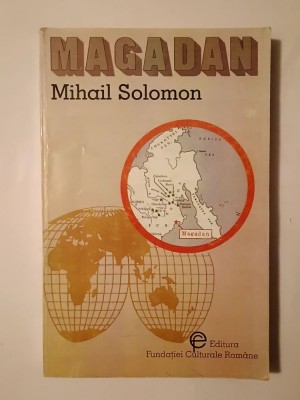 MAGADAN
Mihail Solomon
Magadan
Editura
Fundației Culturale Române